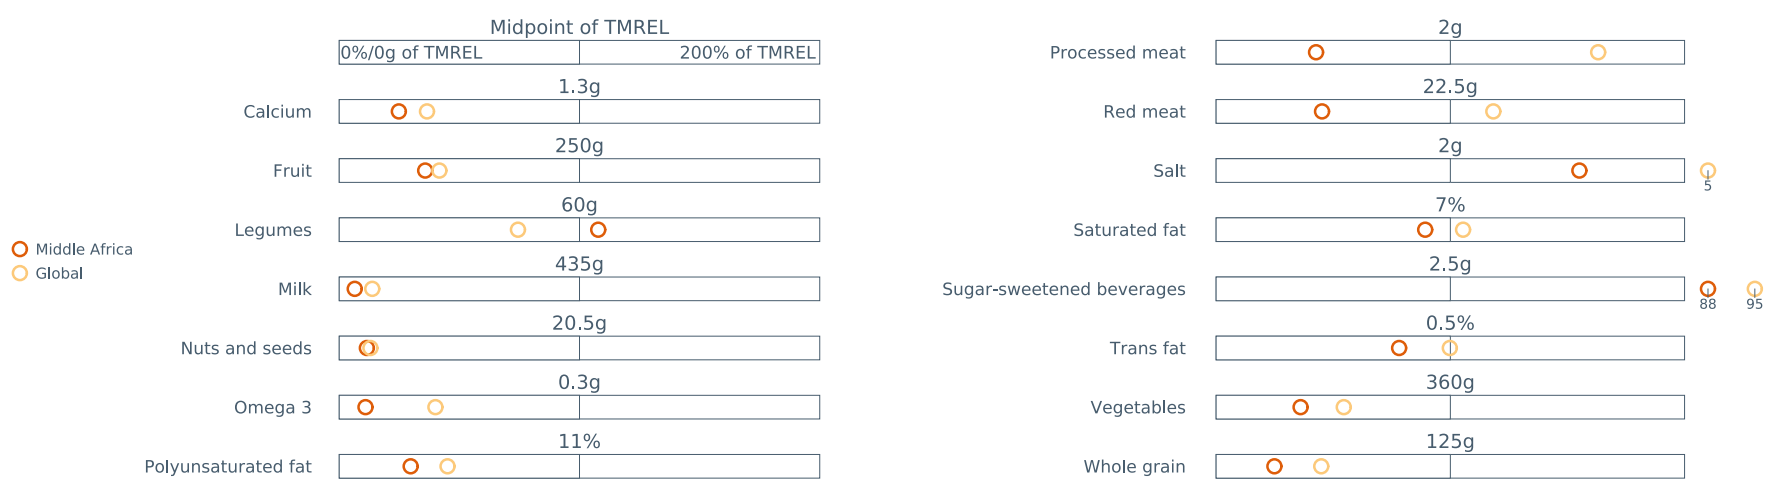 Midpoint of TMREL
0%/0g of TMREL 200% of TMREL
Calcium 1.3g
Fruit 250g
Legumes 60g
Milk 435g
Nuts and seeds 20.5g
Omega 3 0.3g
Polyunsaturated fat 11%
Middle Africa
Global
Processed meat 2g
Red meat 22.5g
Salt 2g
5
Saturated fat 7%
Sugar-sweetened beverages 2.5g
88 95
Trans fat 0.5%
Vegetables 360g
Whole grain 125g